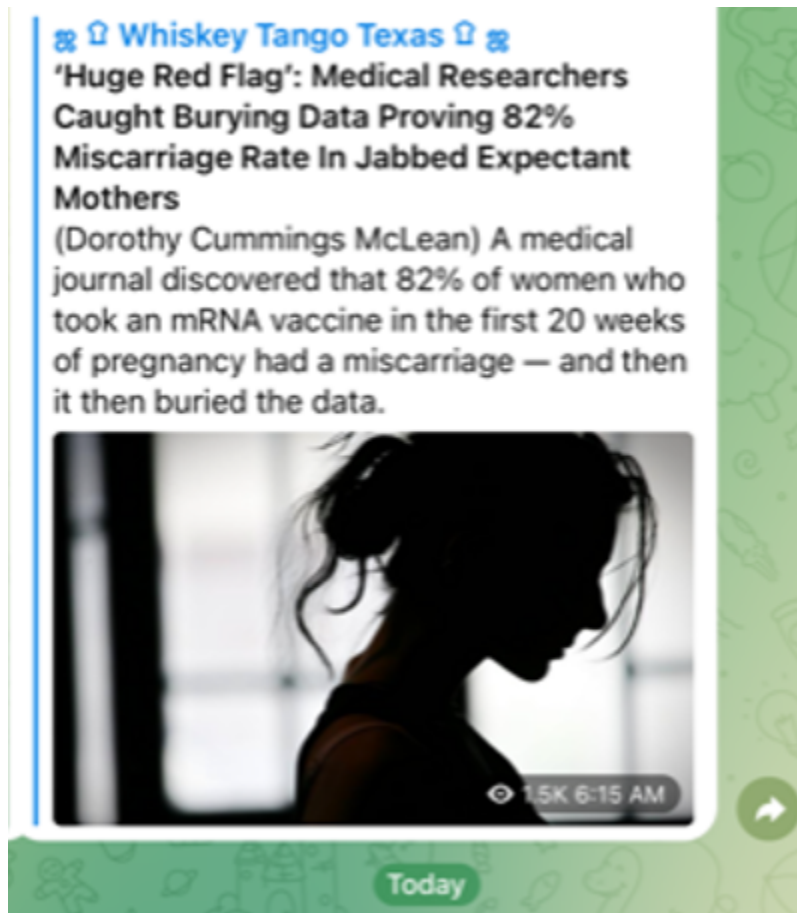 ஜ ۩ Whiskey Tango Texas ۩ ஜ
‘Huge Red Flag’: Medical Researchers
Caught Burying Data Proving 82%
Miscarriage Rate In Jabbed Expectant
Mothers
(Dorothy Cummings McLean) A medical
journal discovered that 82% of women who
took an mRNA vaccine in the first 20 weeks
of pregnancy had a miscarriage — and then
it then buried the data.
1.5K 6:15 AM
Today